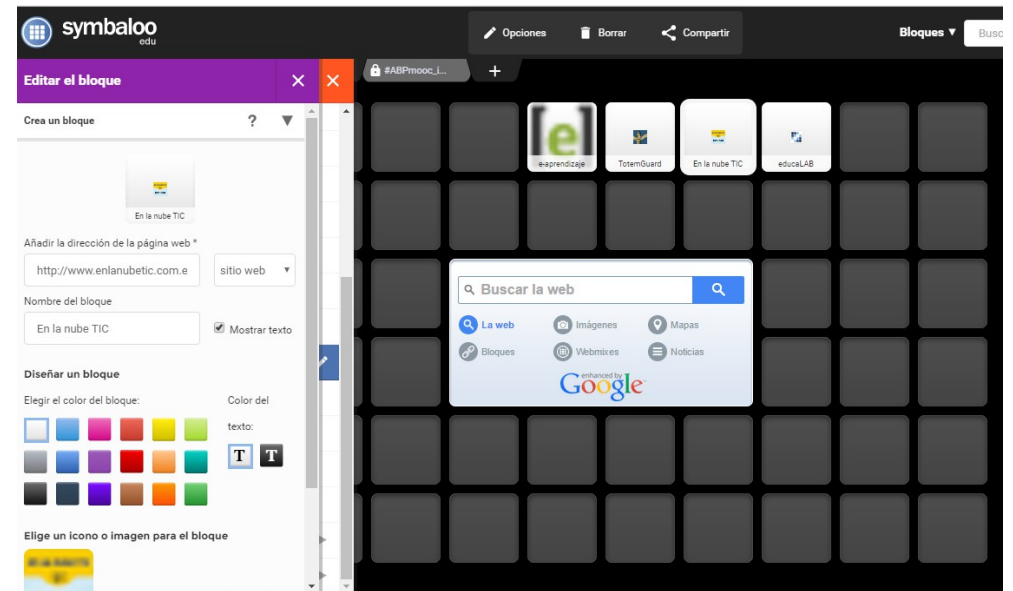 symbaloo
edu
Opciones
Borrar
Compartir
Bloques ▼
Busc
Editar el bloque
#ABPmooc_i...
+
Crea un bloque
?
En la nube TIC
Añadir la dirección de la página web *
http://www.enlanubetic.com.e
sitio web
Nombre del bloque
En la nube TIC
Mostrar texto
Diseñar un bloque
Elegir el color del bloque:
Color del
texto:
T
T
Elige un icono o imagen para el bloque
[e]
e-aprendizaje
TotemGuard
En la nube TIC
educaLAB
Buscar la web
La web
Imágenes
Mapas
Bloques
Webmixes
Noticias
enhanced by
Google